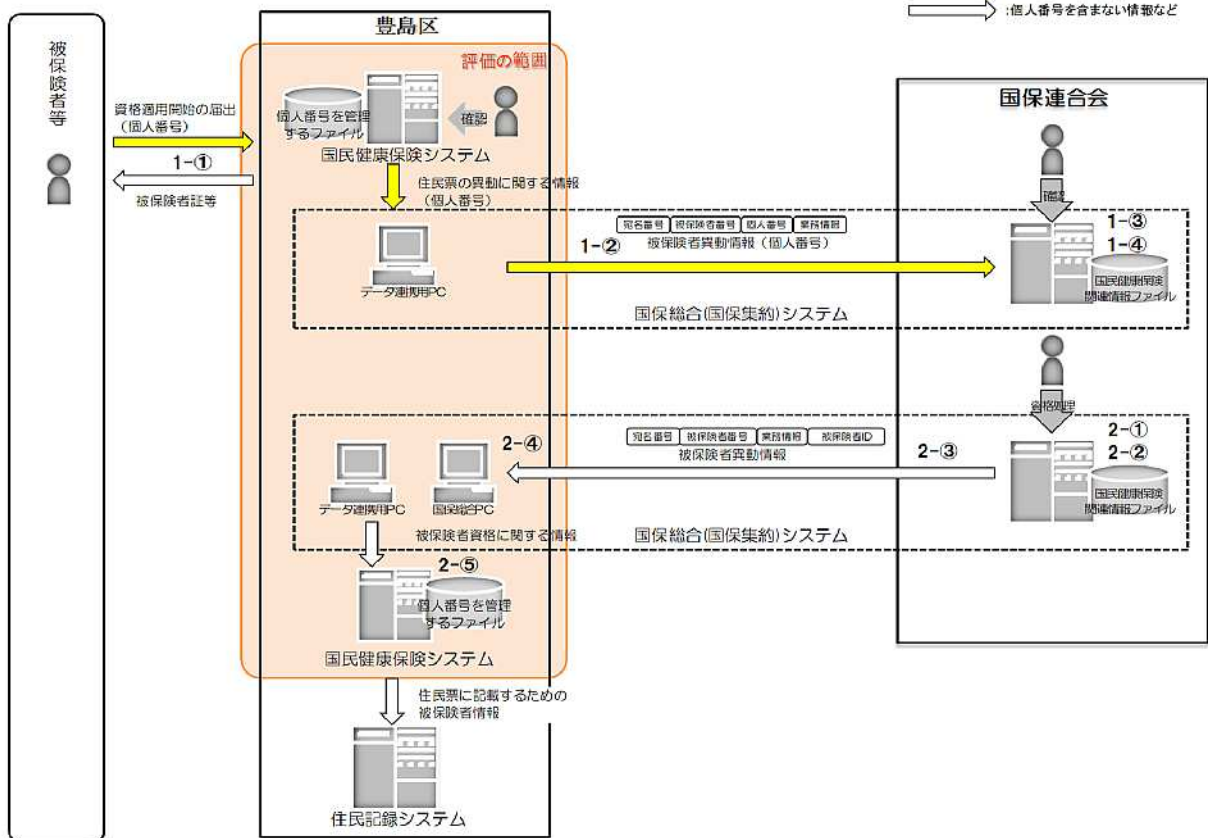 :個人番号を含まない情報など
豊島区
評価の範囲
被保険者等
資格適用開始の届出
(個人番号)
1-①
被保険者証等
個人番号を管理
するファイル
確認
国民健康保険システム
住民票の異動に関する情報
(個人番号)
データ連携用PC
1-②
宛名番号 被保険者番号 個人番号 業務情報
被保険者異動情報(個人番号)
国保総合(国保集約)システム
国保連合会
確認
1-③
1-④
国民健康保険
関連情報ファイル
資格処理
2-①
2-②
国民健康保険
関連情報ファイル
2-③
宛名番号 被保険者番号 業務情報 被保険者ID
被保険者異動情報
2-④
データ連携用PC
国保総合PC
被保険者資格に関する情報
国保総合(国保集約)システム
2-⑤
個人番号を管理
するファイル
国民健康保険システム
住民票に記載するための
被保険者情報
住民記録システム